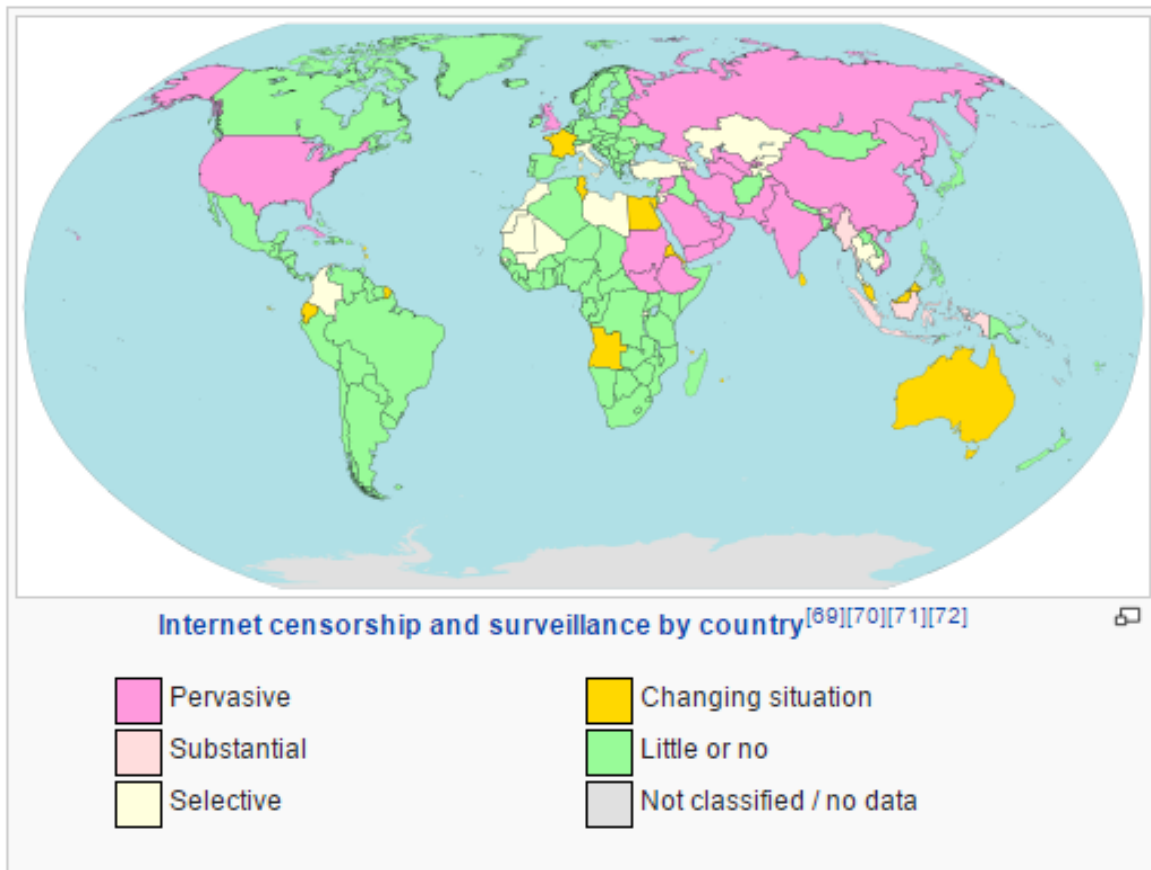 Internet censorship and surveillance by country[69][70][71][72]
Pervasive
Substantial
Selective
Changing situation
Little or no
Not classified / no data